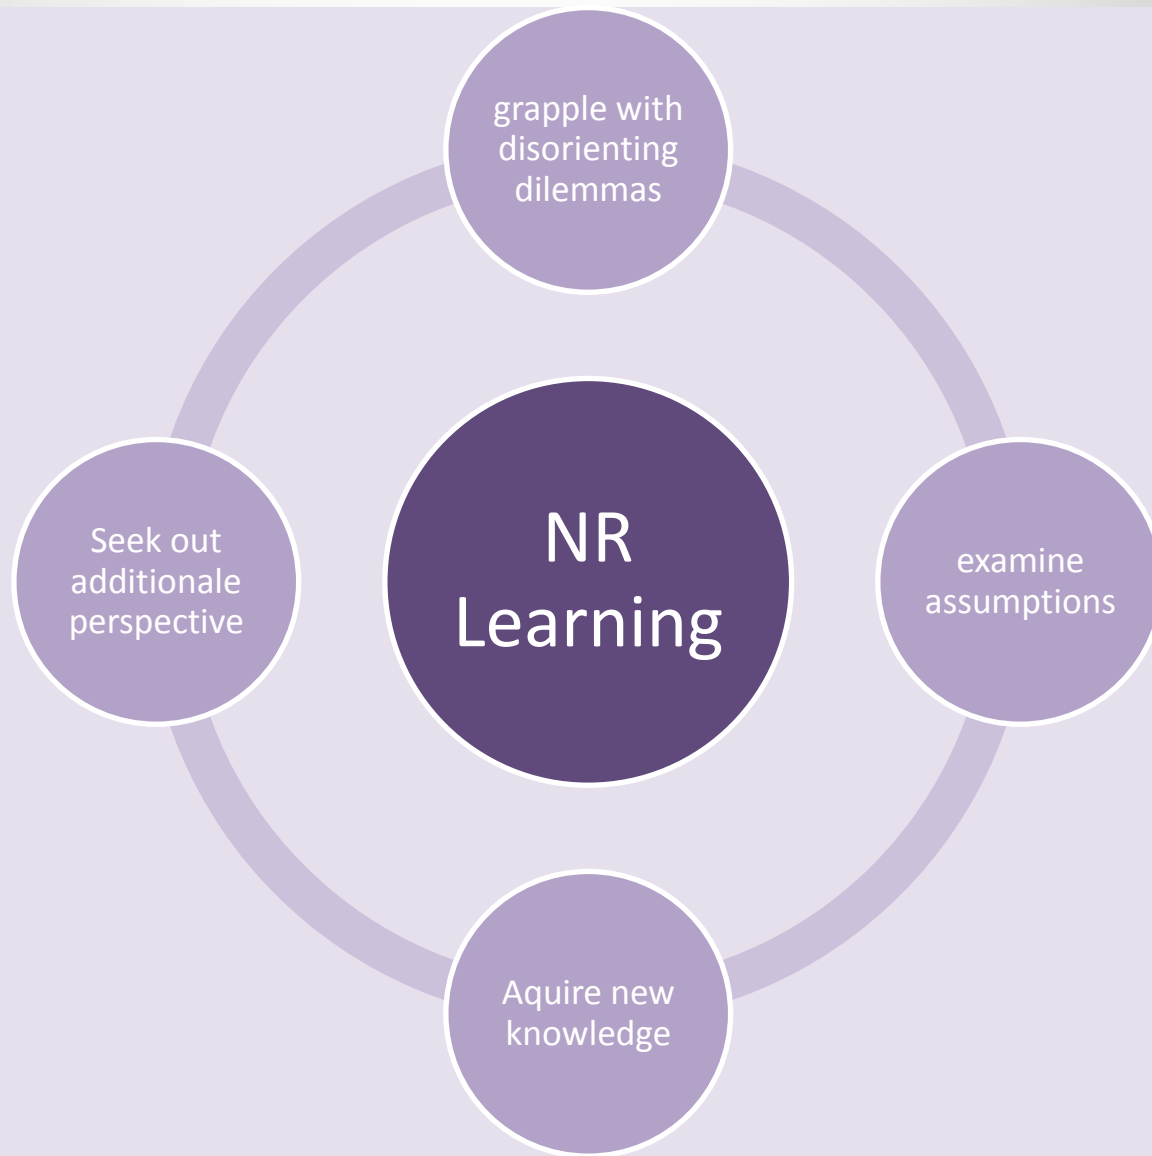 grapple with
disorienting
dilemmas
NR
Learning
Seek out
additionale
perspective
examine
assumptions
Aquire new
knowledge